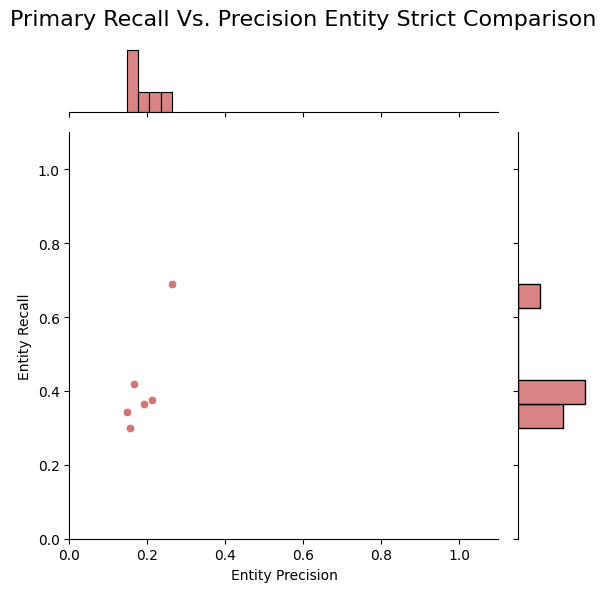 Primary Recall Vs. Precision Entity Strict Comparison
1.0
0.8
0.6
0.4
0.2
0.0
Entity Recall
0.0 0.2 0.4 0.6 0.8 1.0
Entity Precision